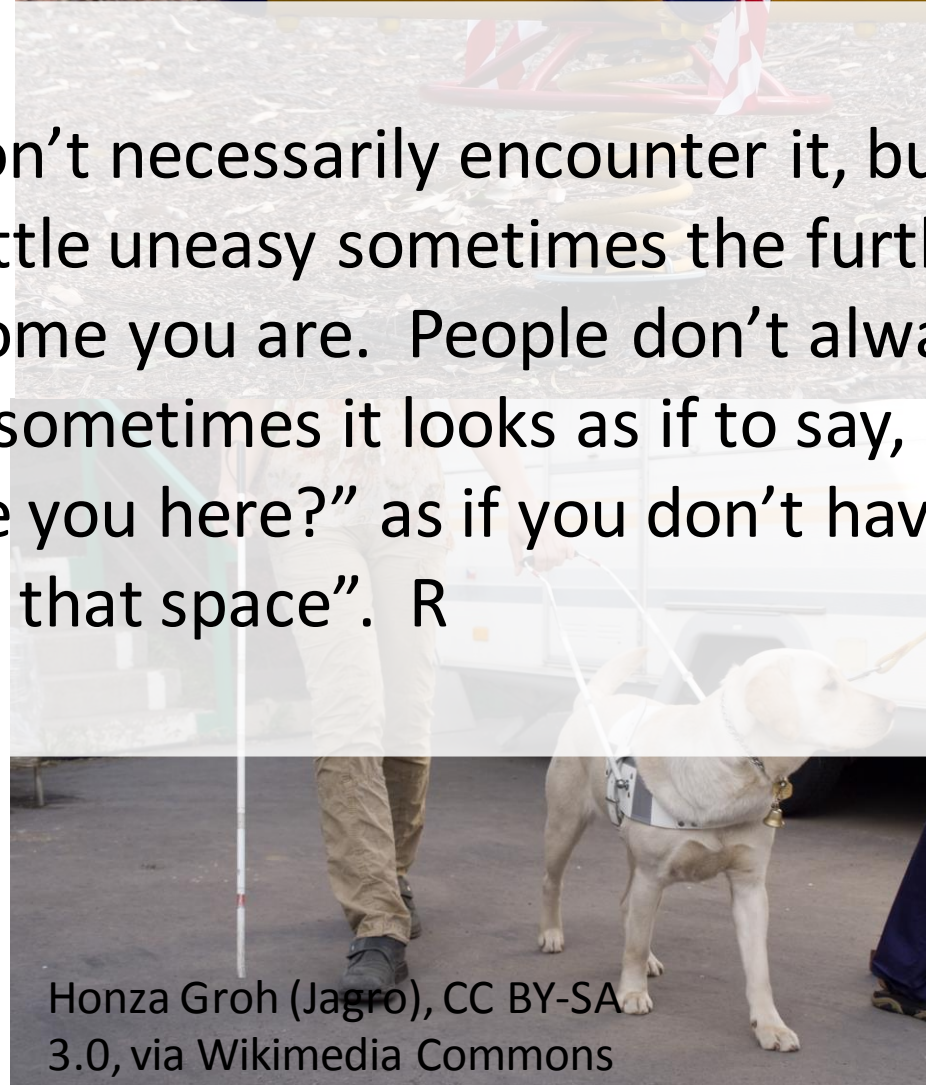 on't necessarily encounter it, bu
ttle uneasy sometimes the furth
ome you are.  People don't alwa
sometimes it looks as if to say,
e you here?” as if you don't hav
that space”.  R
Honza Groh (Jagro), CC BY-SA
3.0, via Wikimedia Commons